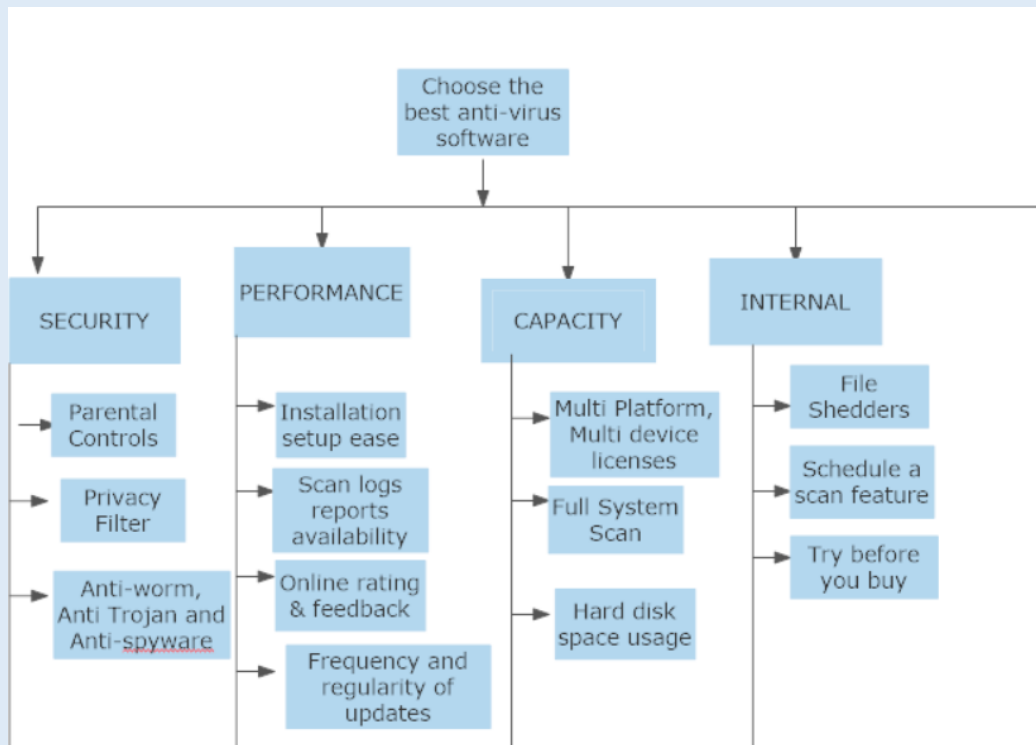 Choose the
best anti-virus
software
SECURITY
Parental
Controls
Privacy
Filter
Anti-worm,
Anti Trojan and
Anti-spyware
PERFORMANCE
Installation
setup ease
Scan logs
reports
availability
Online rating
& feedback
Frequency and
regularity of
updates
CAPACITY
Multi Platform,
Multi device
licenses
Full System
Scan
Hard disk
space usage
INTERNAL
File
Shedders
Schedule a
scan feature
Try before
you buy